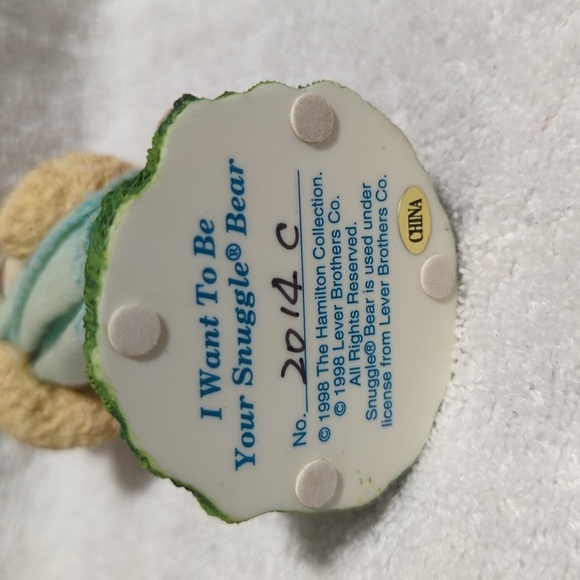 I Want To Be
Your Snuggle® Bear
No. 2014 C
© 1998 The Hamilton Collection.
© 1998 Lever Brothers Co.
All Rights Reserved.
Snuggle® Bear is used under
license from Lever Brothers Co.
CHINA